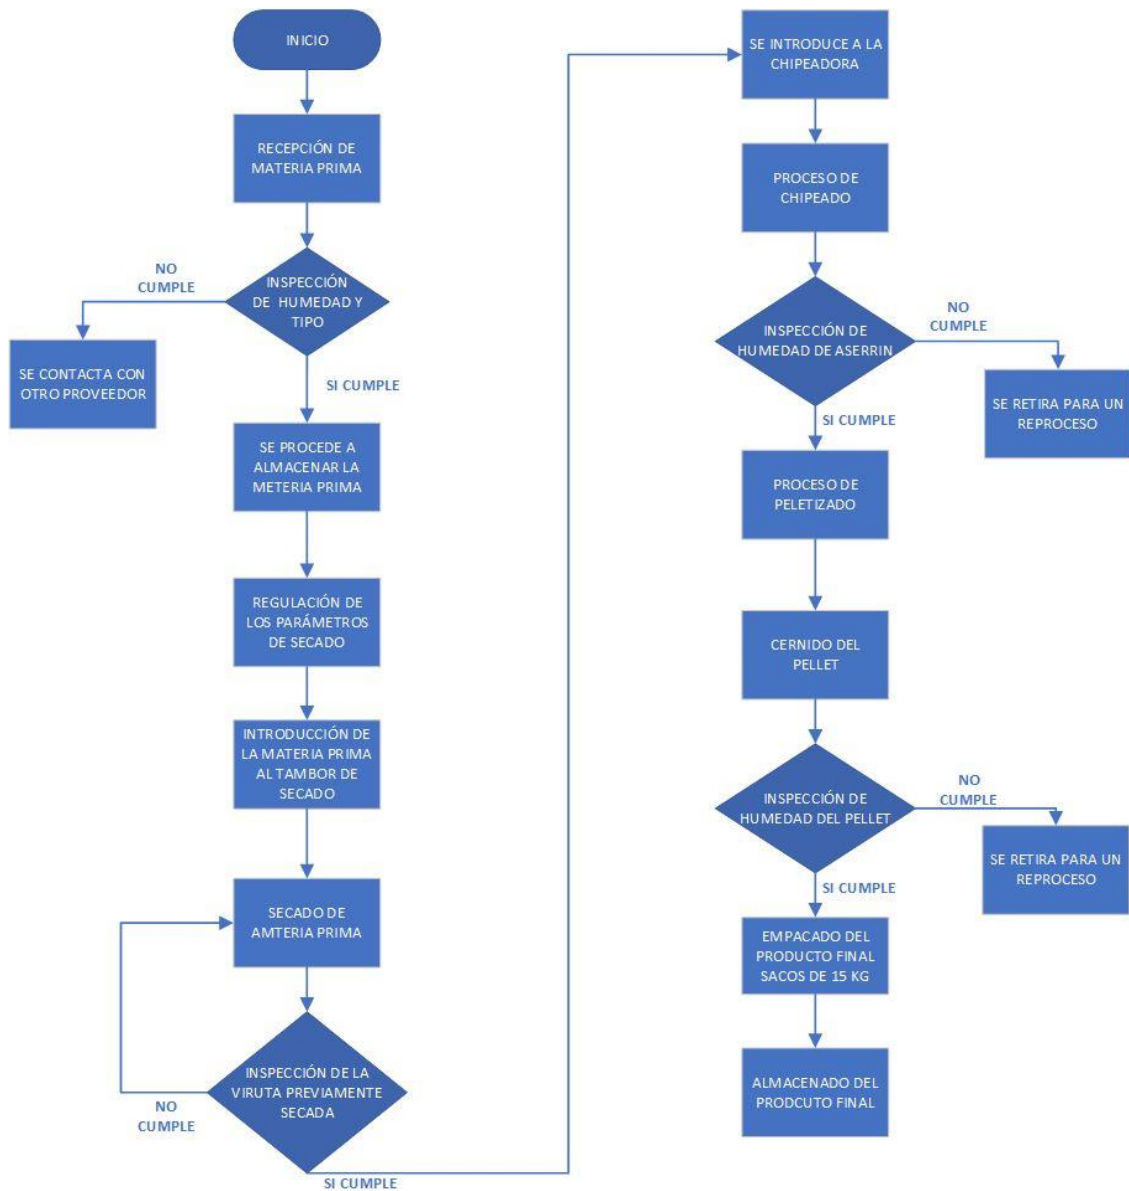 INICIO
RECEPCIÓN DE
MATERIA PRIMA
INSPECCIÓN
DE HUMEDAD Y
TIPO
NO
CUMPLE
SE CONTACTA CON
OTRO PROVEEDOR
SI CUMPLE
SE PROCEDE A
ALMACENAR LA
METERIA PRIMA
REGULACIÓN DE
LOS PARÁMETROS
DE SECADO
INTRODUCCIÓN DE
LA MATERIA PRIMA
AL TAMBOR DE
SECADO
SECADO DE
AMTERIA PRIMA
INSPECCIÓN DE LA
VIRUTA PREVIAMENTE
SECADA
NO
CUMPLE
SI CUMPLE
SE INTRODUCE A LA
CHIPEADORA
PROCESO DE
CHIPEADO
INSPECCIÓN DE
HUMEDAD DE ASERRIN
NO
CUMPLE
SE RETIRA PARA UN
REPROCESO
SI CUMPLE
PROCESO DE
PELETIZADO
CERNIDO DEL
PELLET
INSPECCIÓN DE
HUMEDAD DEL PELLET
NO
CUMPLE
SE RETIRA PARA UN
REPROCESO
SI CUMPLE
EMPACADO DEL
PRODUCTO FINAL
SACOS DE 15 KG
ALMACENADO DEL
PRODCUTO FINAL